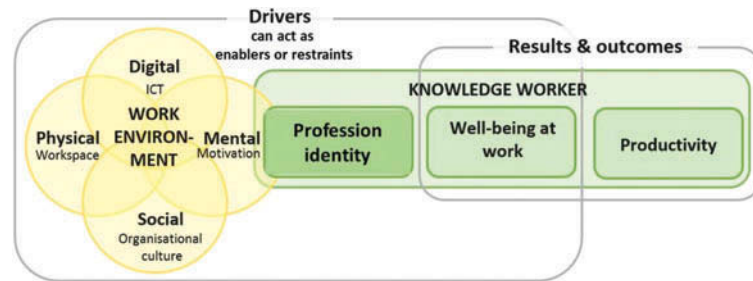 Drivers
can act as
enablers or restraints
Results & outcomes
Digital
ICT
WORK
ENVIRON-
MENT
Physical
Workspace
Mental
Motivation
Social
Organisational
culture
KNOWLEDGE WORKER
Profession
identity
Well-being at
work
Productivity